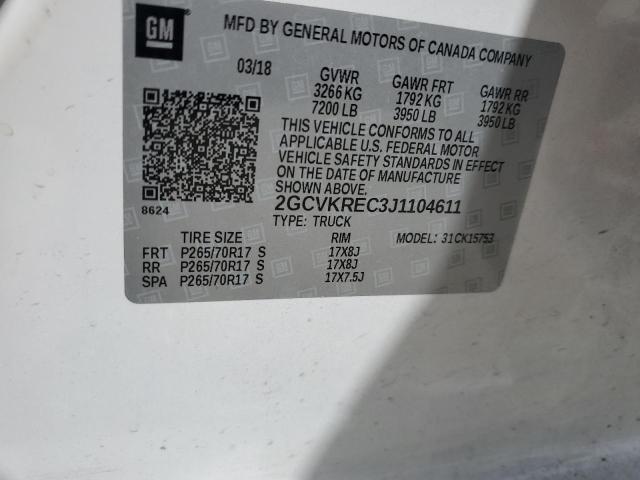 GM
MFD BY GENERAL MOTORS OF CANADA COMPANY
03/18 GVWR GAWR FRT GAWR RR
3266 KG 1792 KG 1792 KG
7200 LB 3950 LB 3950 LB
THIS VEHICLE CONFORMS TO ALL
APPLICABLE U.S. FEDERAL MOTOR
VEHICLE SAFETY STANDARDS IN EFFECT
ON THE DATE OF MANUFACTURE
SHOWN ABOVE.
2GCVKREC3J1104611
8624
TYPE: TRUCK
MODEL: 31CK15753
TIRE SIZE RIM
FRT P265/70R17 S 17X8J
RR P265/70R17 S 17X8J
SPA P265/70R17 S 17X7.5J